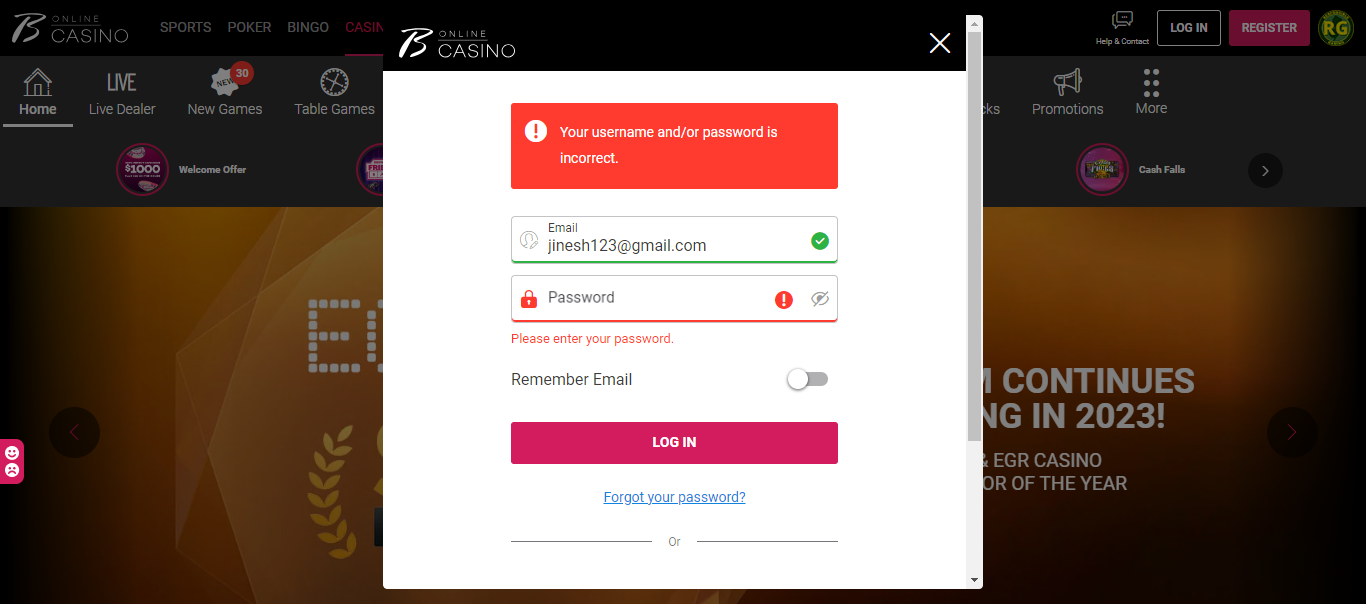 ONLINE
CASINO
SPORTS POKER BINGO CASIN
Help & Contact
LOG IN
REGISTER
RG
Home
LIVE
Live Dealer
NEW
30
New Games
Table Games
cks
Promotions
More
$1000
Welcome Offer
Cash Falls
ONLINE
CASINO
Your username and/or password is
incorrect.
Email
jinesh123@gmail.com
Password
Please enter your password.
Remember Email
LOG IN
Forgot your password?
Or
CONTINUES
NG IN 2023!
& EGR CASINO
OR OF THE YEAR